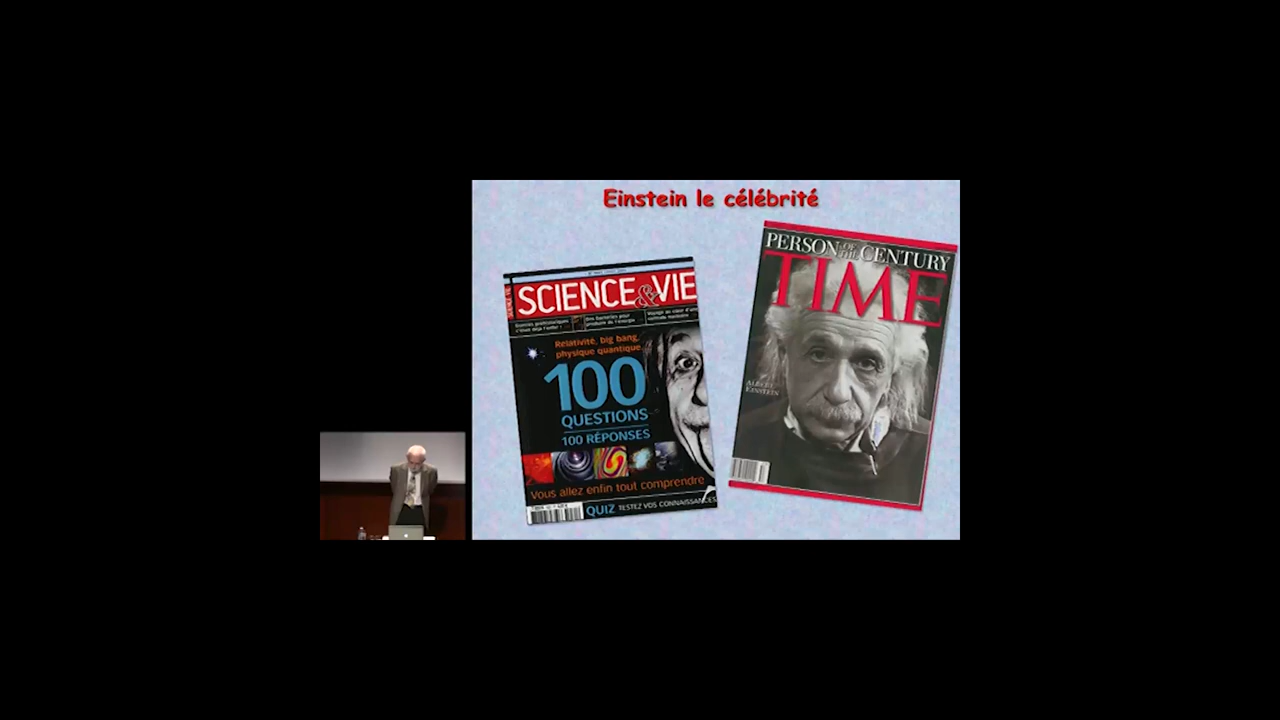 Einstein le célébrité
SCIENCE & VIE
Relativité, big bang,
physique quantique
100
QUESTIONS
100 RÉPONSES
Vous allez enfin tout comprendre
QUIZ TESTEZ VOS CONNAISSANCES
PERSON OF THE CENTURY
TIME
ALBERT
EINSTEIN